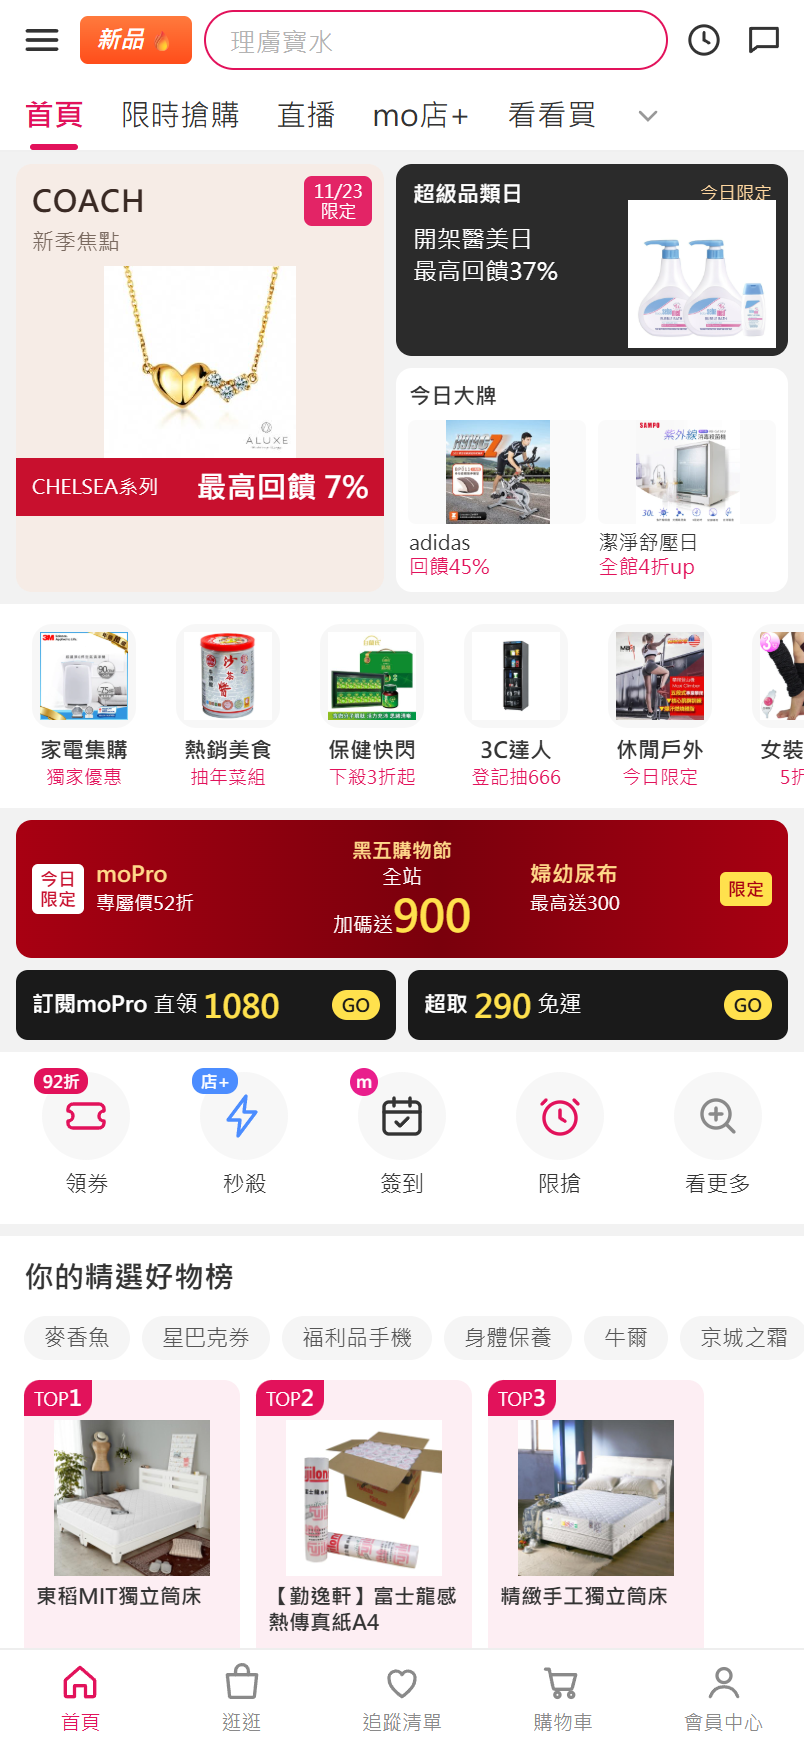 新品
理膚寶水
首頁
限時搶購
直播
mo店+
看看買
COACH
新季焦點
11/23
限定
ALUXE
CHELSEA系列
最高回饋 7%
超級品類日
今日限定
開架醫美日
最高回饋37%
今日大牌
adidas
回饋45%
SAMPO
紫外線
30L
潔淨舒壓日
全館4折up
3M
家電集購
獨家優惠
沙茶醬
熱銷美食
抽年菜組
保健快閃
下殺3折起
3C達人
登記抽666
休閒戶外
今日限定
女裝
5折
今日
限定
moPro
專屬價52折
黑五購物節
全站
加碼送900
婦幼尿布
最高送300
限定
訂閱moPro 直領 1080
GO
超取 290 免運
GO
92折
領券
店+
秒殺
m
簽到
限搶
看更多
你的精選好物榜
麥香魚
星巴克券
福利品手機
身體保養
牛爾
京城之霜
TOP1
東稻MIT獨立筒床
TOP2
【勤逸軒】富士龍感
熱傳真紙A4
TOP3
精緻手工獨立筒床
首頁
逛逛
追蹤清單
購物車
會員中心